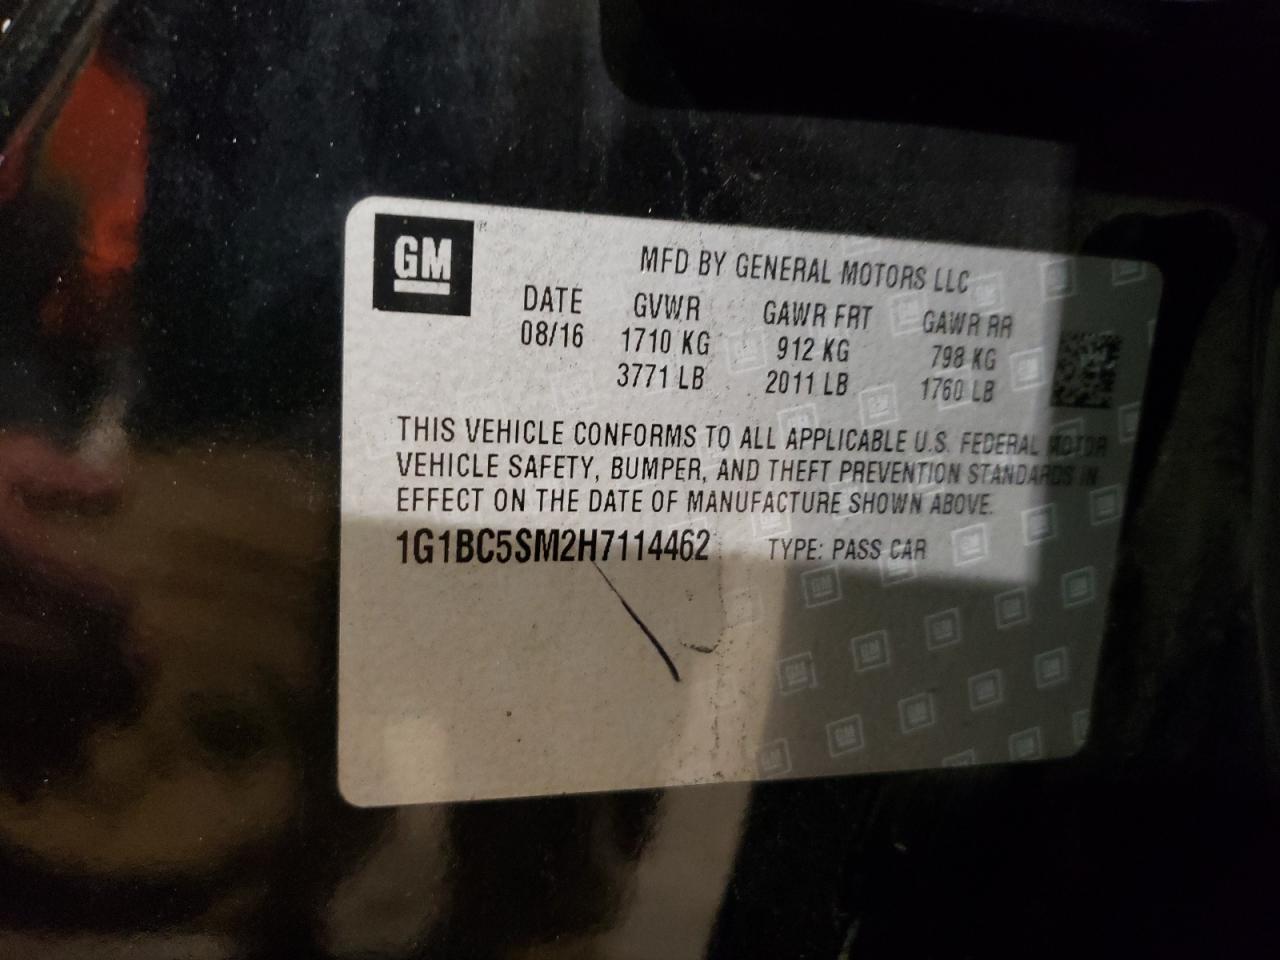 GM
MFD BY GENERAL MOTORS LLC
DATE GVWR GAWR FRT GAWR RR
08/16 1710 KG 912 KG 798 KG
3771 LB 2011 LB 1760 LB
THIS VEHICLE CONFORMS TO ALL APPLICABLE U.S. FEDERAL MOTOR
VEHICLE SAFETY, BUMPER, AND THEFT PREVENTION STANDARDS IN
EFFECT ON THE DATE OF MANUFACTURE SHOWN ABOVE.
1G1BC5SM2H7114462 TYPE: PASS CAR